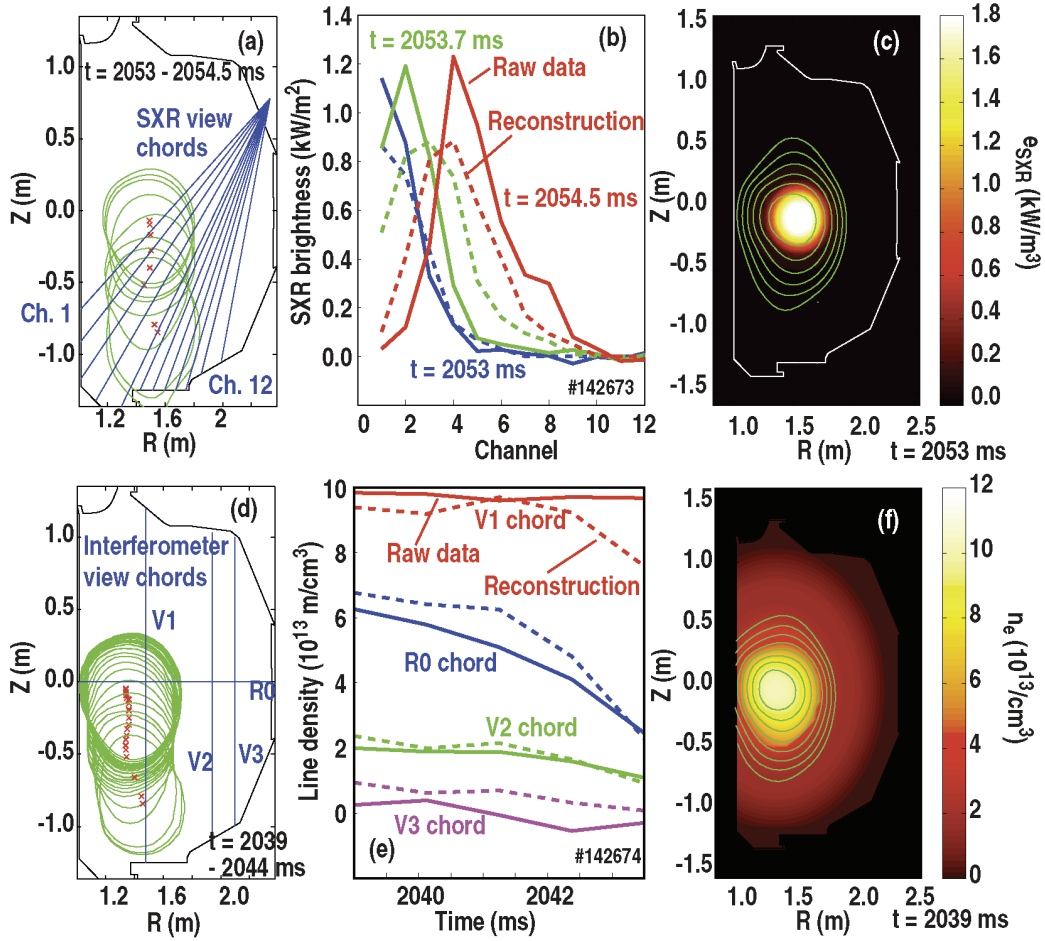 (a)
t = 2053 - 2054.5 ms
SXR view
chords
Ch. 1
Ch. 12
Z (m)
1.0
0.5
0.0
-0.5
-1.0
1.2 1.6 2
R (m)
(b)
t = 2053.7 ms
Raw data
Reconstruction
t = 2054.5 ms
t = 2053 ms
#142673
SXR brightness (kW/m²)
1.4
1.2
1.0
0.8
0.6
0.4
0.2
0.0
0 2 4 6 8 10 12
Channel
(c)
Z (m)
1.5
1.0
0.5
0.0
-0.5
-1.0
-1.5
1.0 1.5 2.0 2.5
R (m)
t = 2053 ms
1.8
1.6
1.4
1.2
1.0
0.8
0.6
0.4
0.2
0.0
eSXR (kW/m³)
(d)
Interferometer
view chords
V1
R0
V2
V3
t = 2039
- 2044 ms
Z (m)
1.0
0.5
0.0
-0.5
-1.0
1.2 1.6 2.0
R (m)
V1 chord
Raw data
Reconstruction
R0 chord
V2 chord
V3 chord
(e)
#142674
Line density (10¹³ m/cm³)
10
8
6
4
2
0
2040 2042
Time (ms)
(f)
Z (m)
1.5
1.0
0.5
0.0
-0.5
-1.0
-1.5
1.0 1.5 2.0 2.5
R (m)
t = 2039 ms
12
10
8
6
4
2
0
ne (10¹³/cm³)